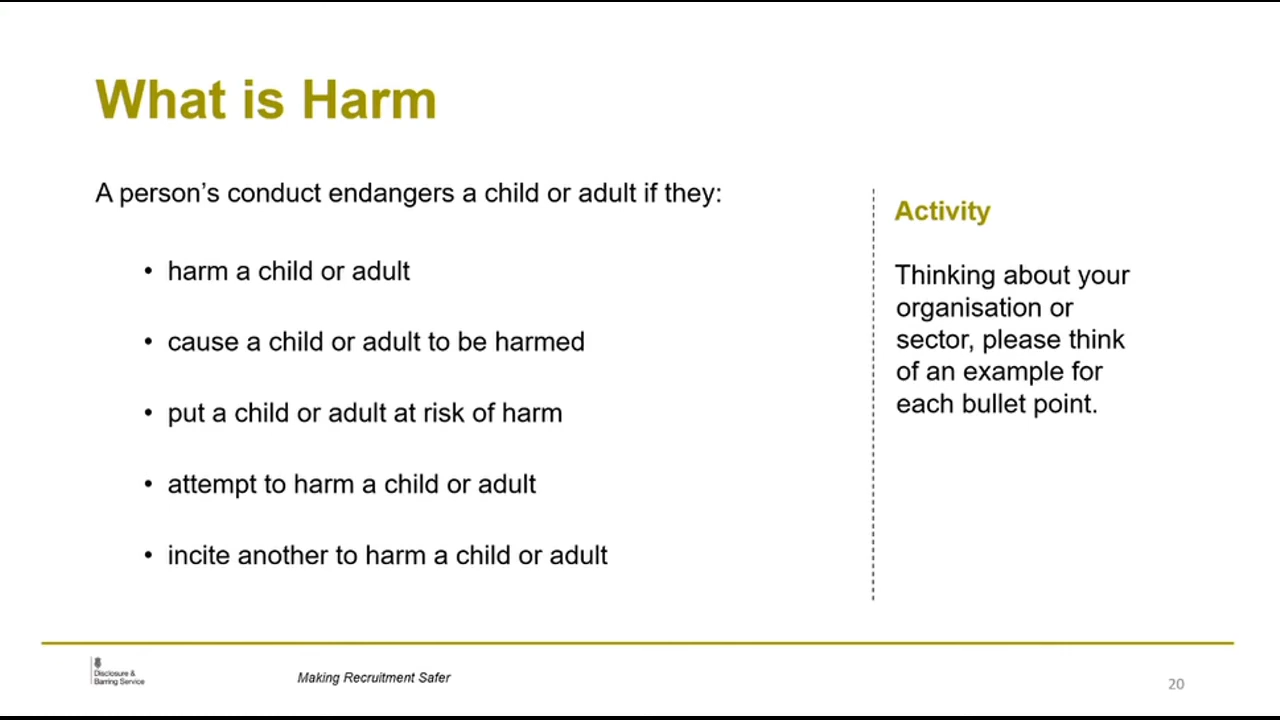 What is Harm
A person's conduct endangers a child or adult if they:
• harm a child or adult
• cause a child or adult to be harmed
• put a child or adult at risk of harm
• attempt to harm a child or adult
• incite another to harm a child or adult
Activity
Thinking about your
organisation or
sector, please think
of an example for
each bullet point.
Disclosure &
Barring Service
Making Recruitment Safer
20